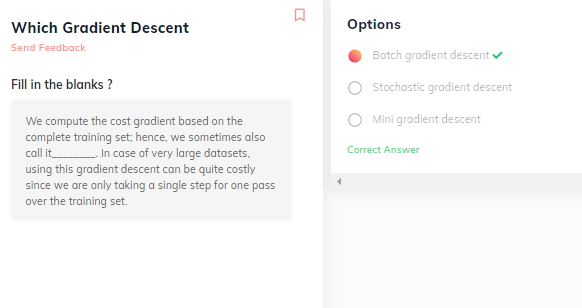 Which Gradient Descent
Send Feedback
Fill in the blanks ?
We compute the cost gradient based on the
complete training set; hence, we sometimes also
call it________. In case of very large datasets,
using this gradient descent can be quite costly
since we are only taking a single step for one pass
over the training set.
Options
Batch gradient descent
Stochastic gradient descent
Mini gradient descent
Correct Answer